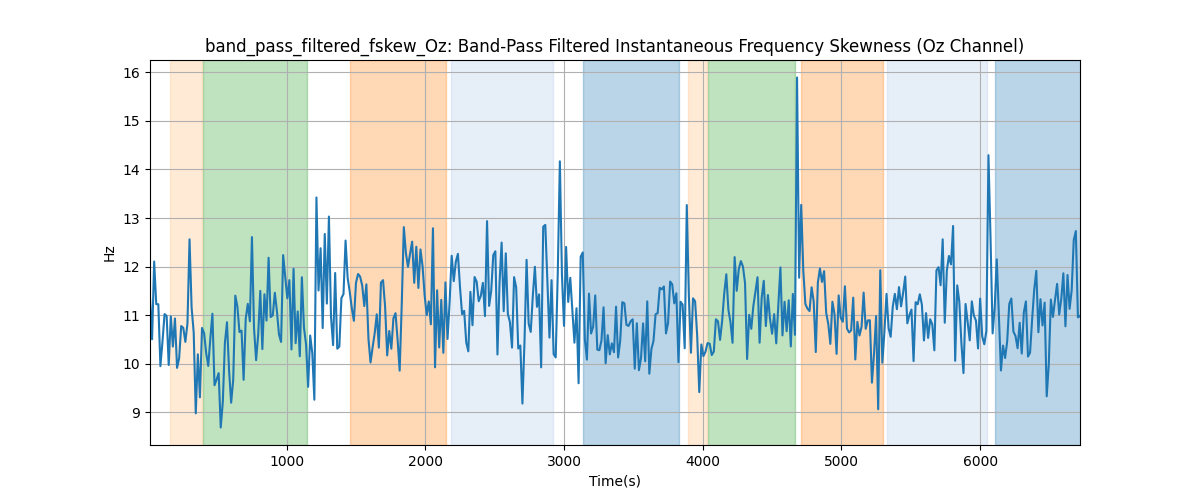 band_pass_filtered_fskew_Oz: Band-Pass Filtered Instantaneous Frequency Skewness (Oz Channel)
16
15
14
13
12
11
10
9
Hz
1000 2000 3000 4000 5000 6000
Time(s)